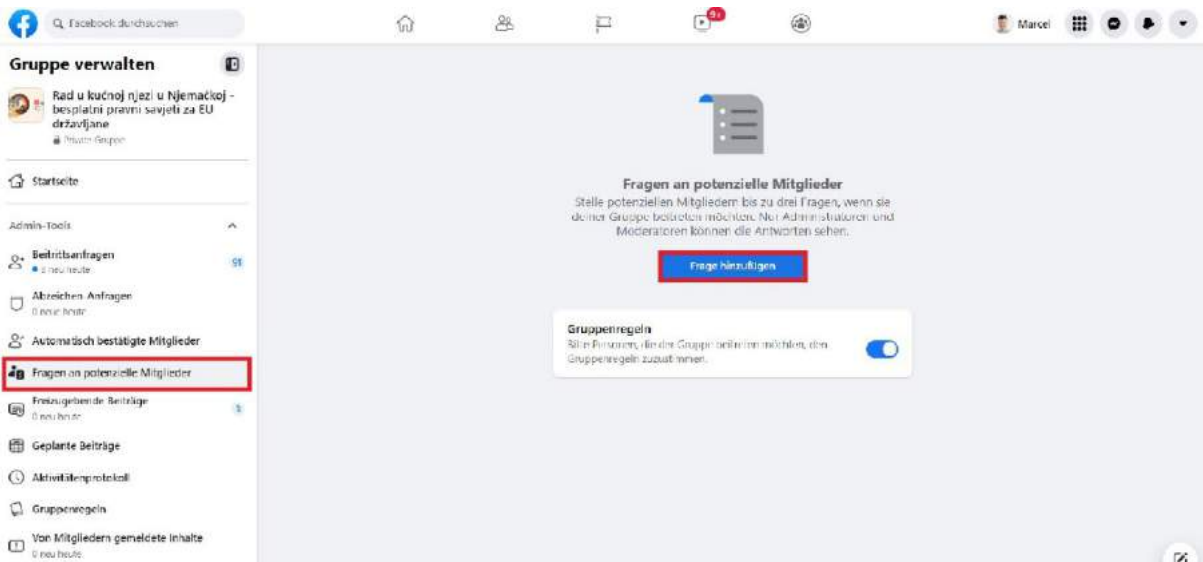 Facebook durchsuchen
9+
Marcel
Gruppe verwalten
Rad u kućnoj njezi u Njemačkoj -
besplatni pravni savjeti za EU
državljane
Private Gruppe
Startseite
Admin-Tools
Beitrittsanfragen
neu heute
91
Abzeichen-Anfragen
0 neue heute
Automatisch bestätigte Mitglieder
Fragen an potenzielle Mitglieder
Freizugebende Beiträge
0 neu heute
Geplante Beiträge
Aktivitätenprotokoll
Gruppenregeln
Von Mitgliedern gemeldete Inhalte
0 neu heute
Fragen an potenzielle Mitglieder
Stelle potenziellen Mitgliedern bis zu drei Fragen, wenn sie
deiner Gruppe beitreten möchten. Nur Administratoren und
Moderatoren können die Antworten sehen.
Frage hinzufügen
Gruppenregeln
Bitte Personen, die der Gruppe beitreten möchten, den
Gruppenregeln zuzustimmen.